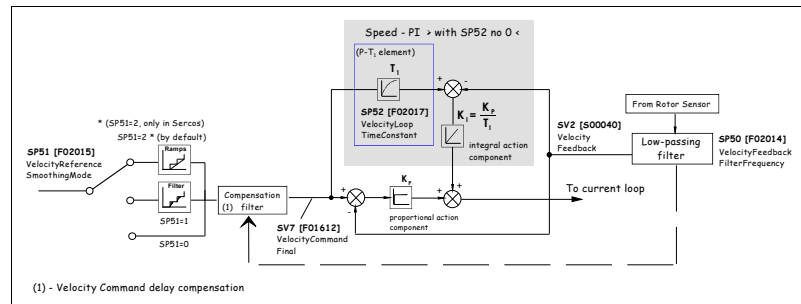 Speed - PI > with SP52 no 0 <
(P-T1 element)
T1
SP52 [F02017]
VelocityLoop
TimeConstant
+
-
Ki = Kp / Ti
integral action
component
SV2 [S00040]
Velocity
Feedback
From Rotor Sensor
Low-passing
filter
SP50 [F02014]
VelocityFeedback
FilterFrequency
* (SP51=2, only in Sercos)
SP51=2 * (by default)
SP51 [F02015]
VelocityReference
SmoothingMode
Ramps
Filter
SP51=1
SP51=0
Compensation
(1) filter
SV7 [F01612]
VelocityCommand
Final
+
-
Kp
proportional action
component
+
+
To current loop
(1) - Velocity Command delay compensation